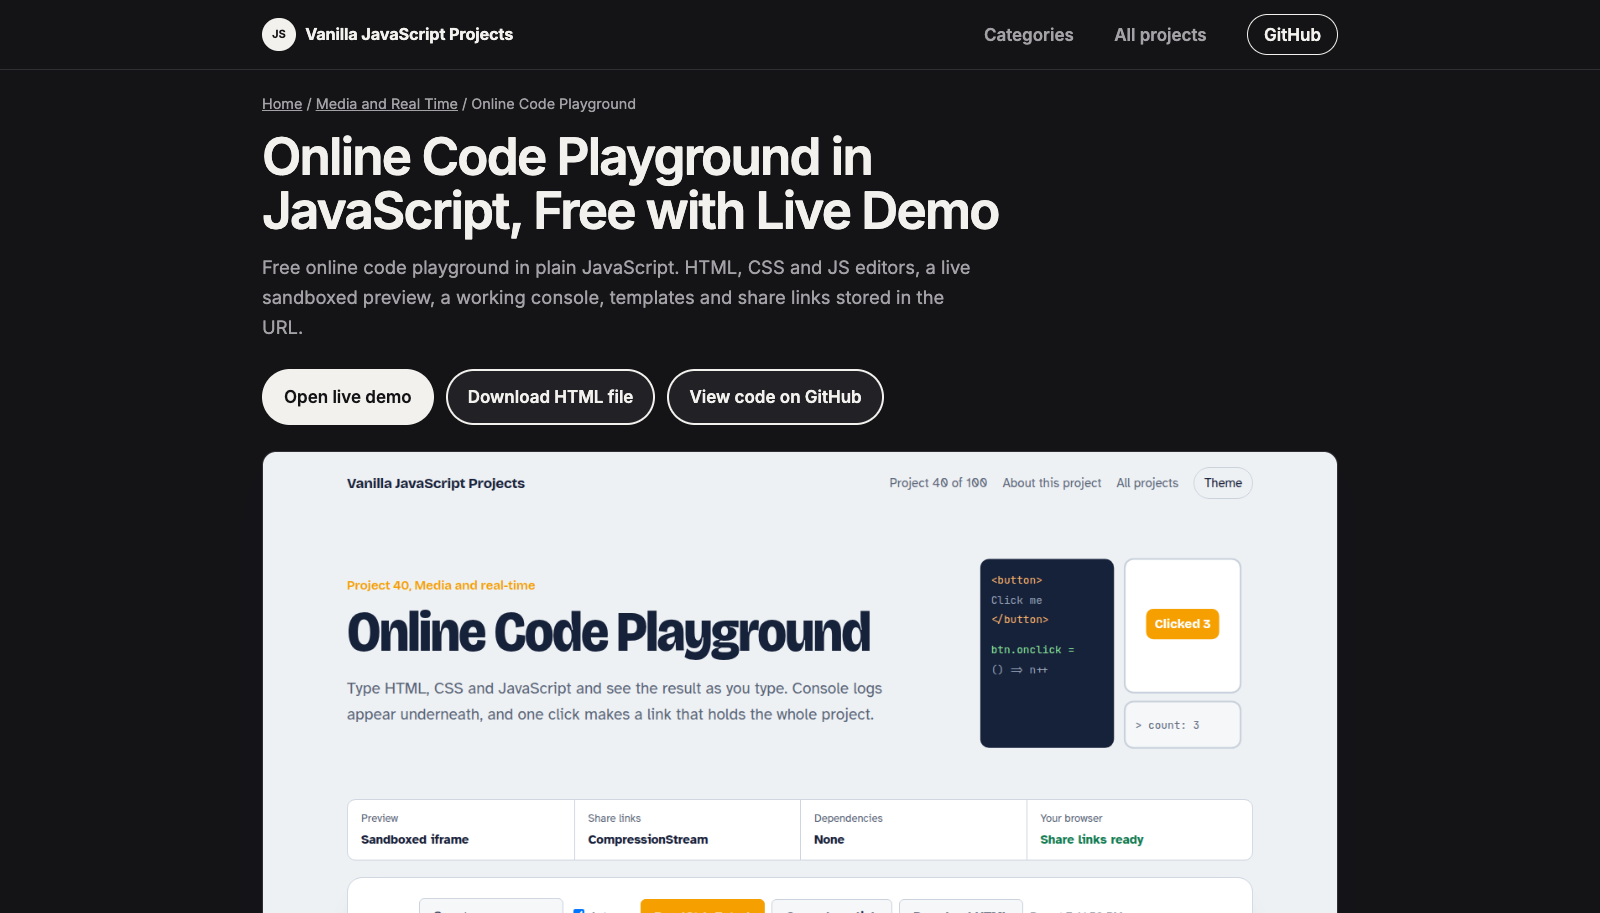 JS Vanilla JavaScript Projects
Categories
All projects
GitHub
Home / Media and Real Time / Online Code Playground
Online Code Playground in
JavaScript, Free with Live Demo
Free online code playground in plain JavaScript. HTML, CSS and JS editors, a live
sandboxed preview, a working console, templates and share links stored in the
URL.
Open live demo
Download HTML file
View code on GitHub
Vanilla JavaScript Projects
Project 40 of 100
About this project
All projects
Theme
Project 40, Media and real-time
Online Code Playground
Type HTML, CSS and JavaScript and see the result as you type. Console logs
appear underneath, and one click makes a link that holds the whole project.
<button>
Click me
</button>
btn.onclick =
() => n++
Clicked 3
> count: 3
Preview
Sandboxed iframe
Share links
CompressionStream
Dependencies
None
Your browser
Share links ready